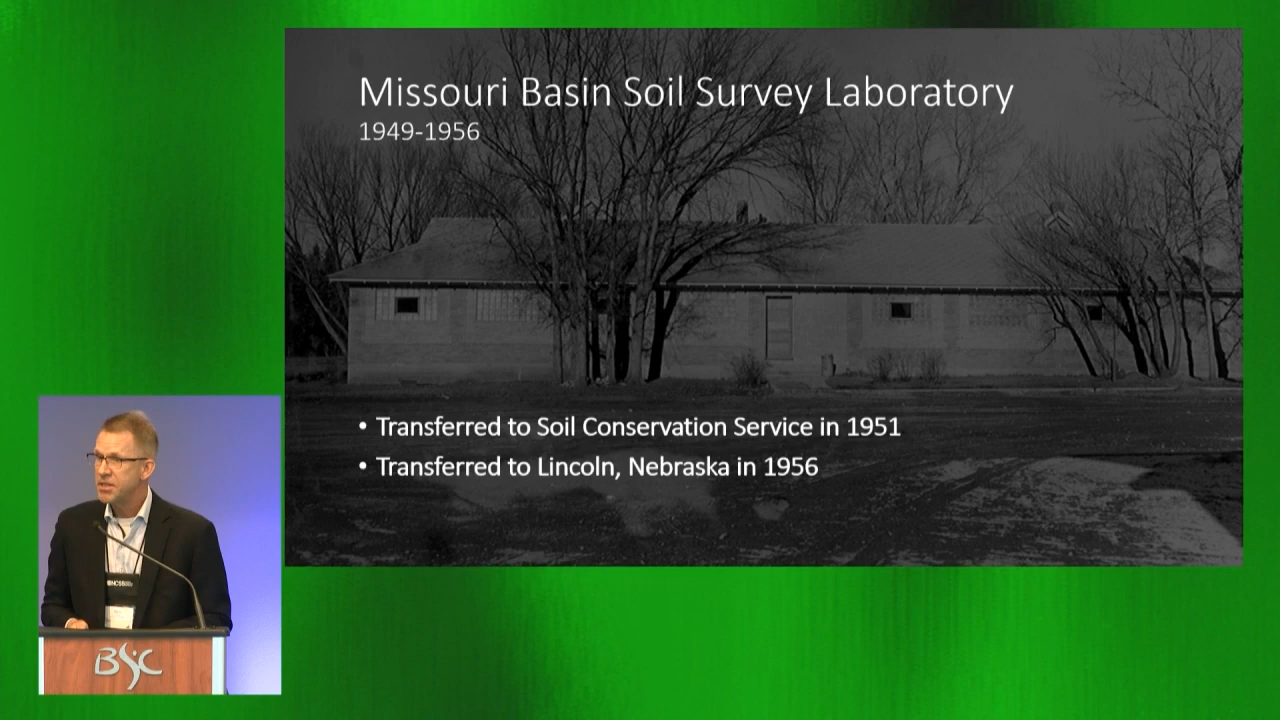 Missouri Basin Soil Survey Laboratory
1949-1956
• Transferred to Soil Conservation Service in 1951
• Transferred to Lincoln, Nebraska in 1956
NCSS
BSC